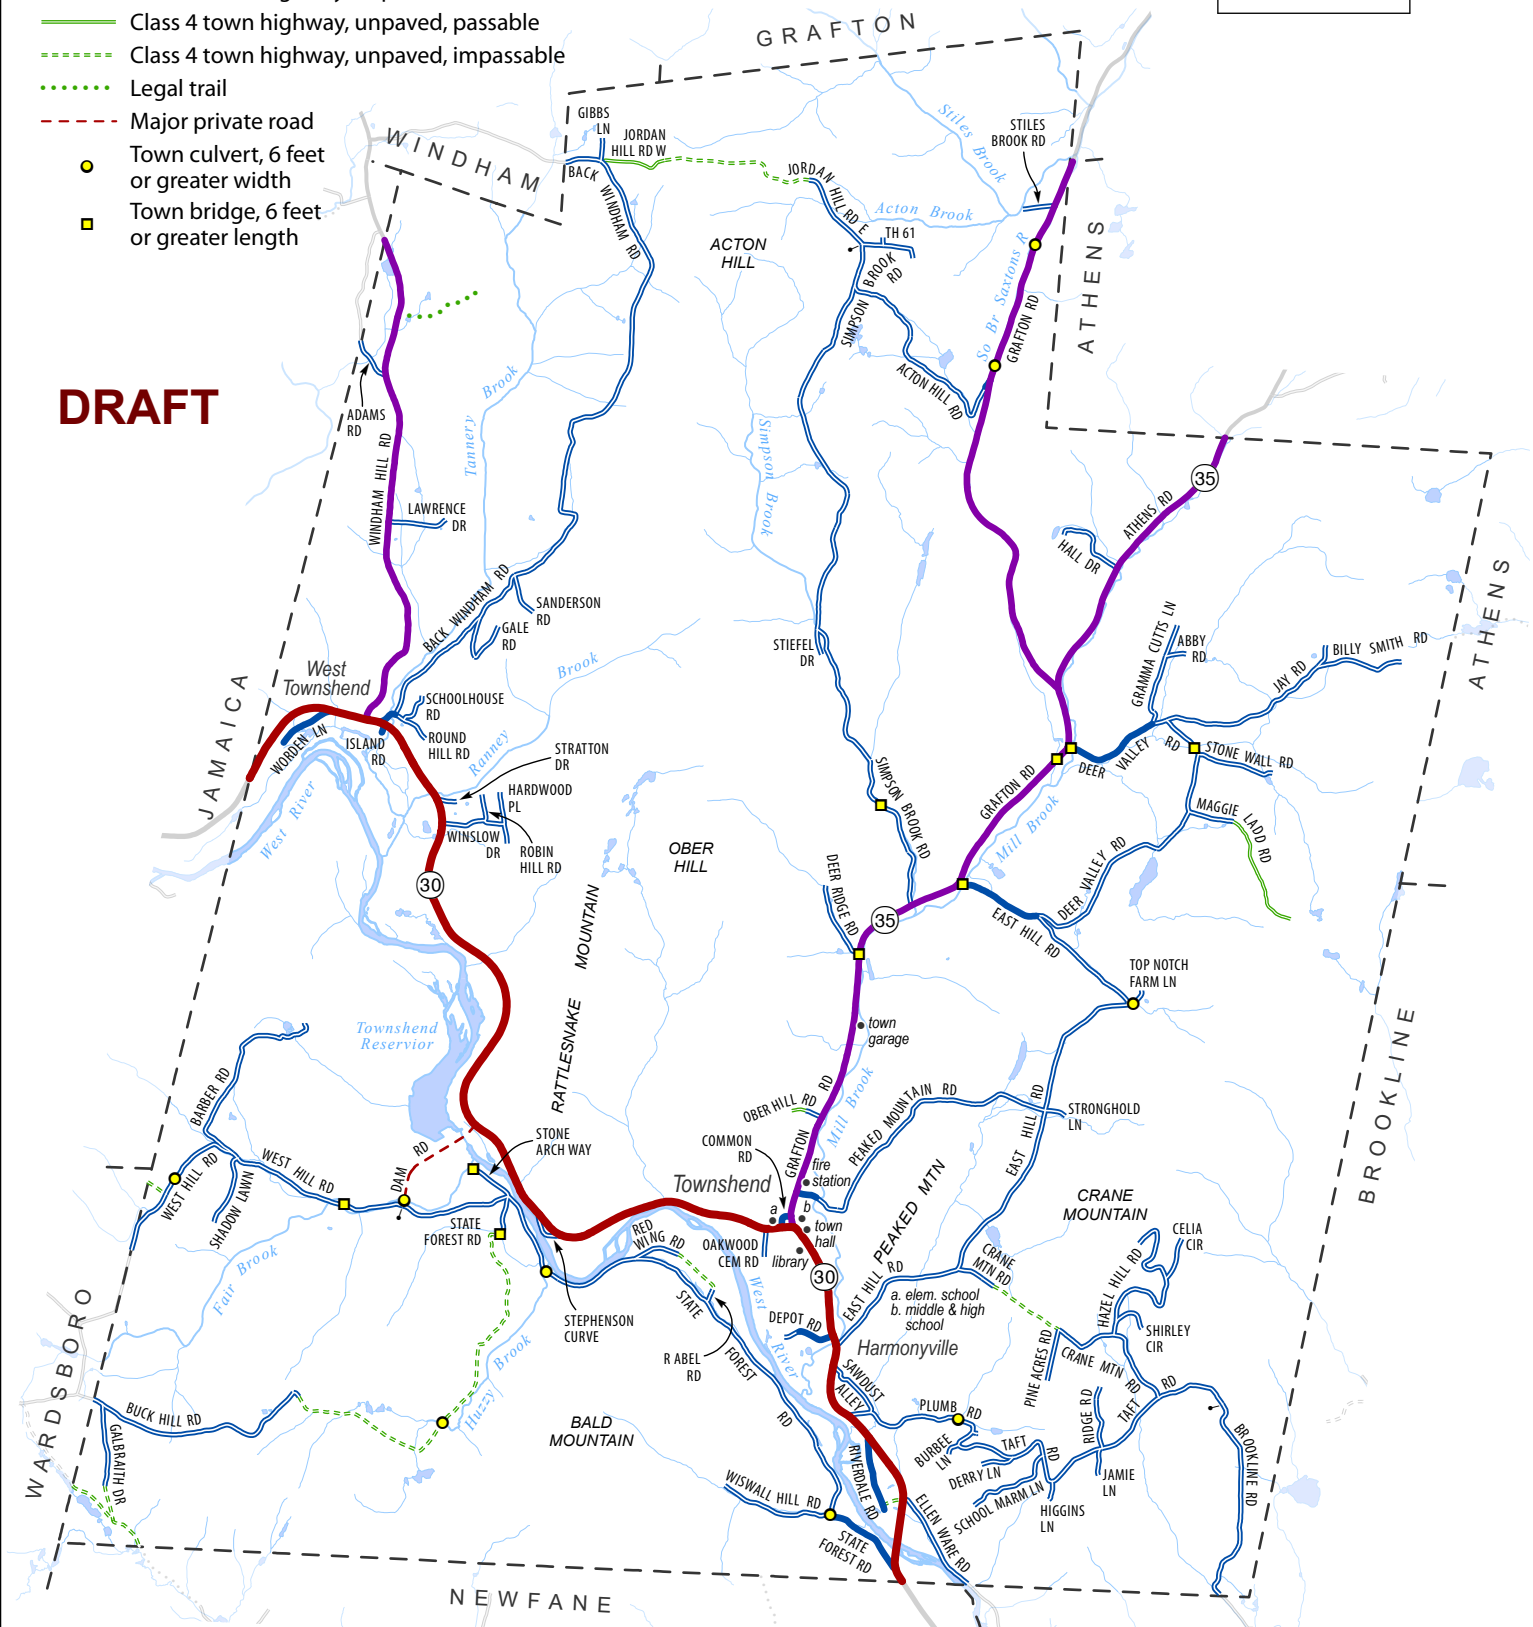 Class 4 town highway, unpaved, passable
Class 4 town highway, unpaved, impassable
Legal trail
Major private road
Town culvert, 6 feet
or greater width
Town bridge, 6 feet
or greater length
DRAFT
GRAFTON
WINDHAM
GIBBS
LN
JORDAN
HILL RD W
BACK WINDHAM RD
JORDAN HILL RD E
Stiles Brook
STILES
BROOK RD
Acton Brook
TH 61
ACTON
HILL
ATHENS
So Br Saxtons R
GRAFTON RD
SIMPSON BROOK RD
ACTON HILL RD
ADAMS
RD
WINDHAM HILL RD
Tannery Brook
Simpson Brook
35
ATHENS RD
LAWRENCE
DR
HALL DR
ATHENS
BACK WINDHAM RD
SANDERSON
RD
GALE
RD
STIEFEL
DR
GRAMMA CUTTS LN
ABBY
RD
JAY RD
BILLY SMITH RD
West
Townshend
JAMAICA
WORDEN LN
ISLAND
RD
SCHOOLHOUSE
RD
ROUND
HILL RD
Ranney Brook
STRATTON
DR
HARDWOOD
PL
WINSLOW
DR
ROBIN
HILL RD
West River
30
SIMPSON BROOK RD
GRAFTON RD
DEER VALLEY RD
STONE WALL RD
Mill Brook
MAGGIE LADD RD
OBER
HILL
DEER RIDGE RD
35
DEER VALLEY RD
EAST HILL RD
RATTLESNAKE MOUNTAIN
TOP NOTCH
FARM LN
town
garage
Townshend
Reservior
BROOKLINE
BARBER RD
OBER HILL RD
GRAFTON RD
Mill Brook
PEAKED MOUNTAIN RD
STRONGHOLD
LN
EAST HILL RD
STONE
ARCH WAY
COMMON
RD
fire
station
DAM RD
WEST HILL RD
WEST HILL RD
SHADOW LAWN
Townshend
PEAKED MTN
CRANE
MOUNTAIN
STATE
FOREST RD
a
b
town
hall
library
OAKWOOD
CEM RD
RED
WING RD
CELIA
CIR
CRANE
MTN RD
HAZEL HILL RD
30
EAST HILL RD
a. elem. school
b. middle & high
school
Fair Brook
West River
STEPHENSON
CURVE
STATE FOREST RD
DEPOT RD
Harmonyville
SHIRLEY
CIR
R ABEL
RD
PINE ACRES RD
CRANE MTN RD
Huzzy Brook
WARDSBORO
SAWDUST
ALLEY
TAFT RD
BUCK HILL RD
GALBRAITH DR
BALD
MOUNTAIN
PLUMB RD
RIDGE RD
BURBEE
LN
TAFT RD
DERRY LN
JAMIE
LN
BROOKLINE RD
RIVERDALE RD
WISWALL HILL RD
SCHOOL MARM LN
HIGGINS
LN
ELLEN WARE RD
STATE
FOREST RD
NEWFANE